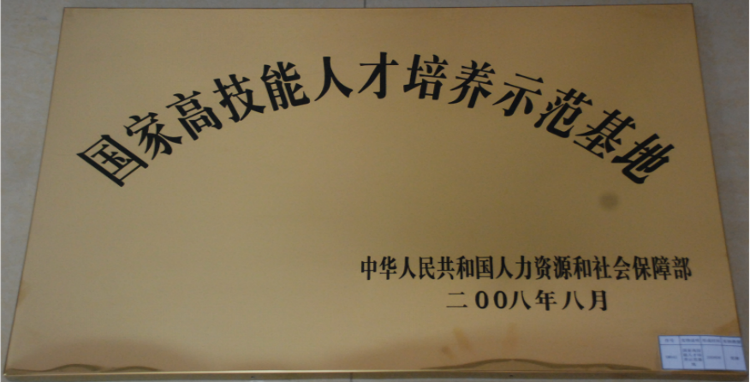 国家高技能人才培养示范基地
中华人民共和国人力资源和社会保障部
二00八年八月